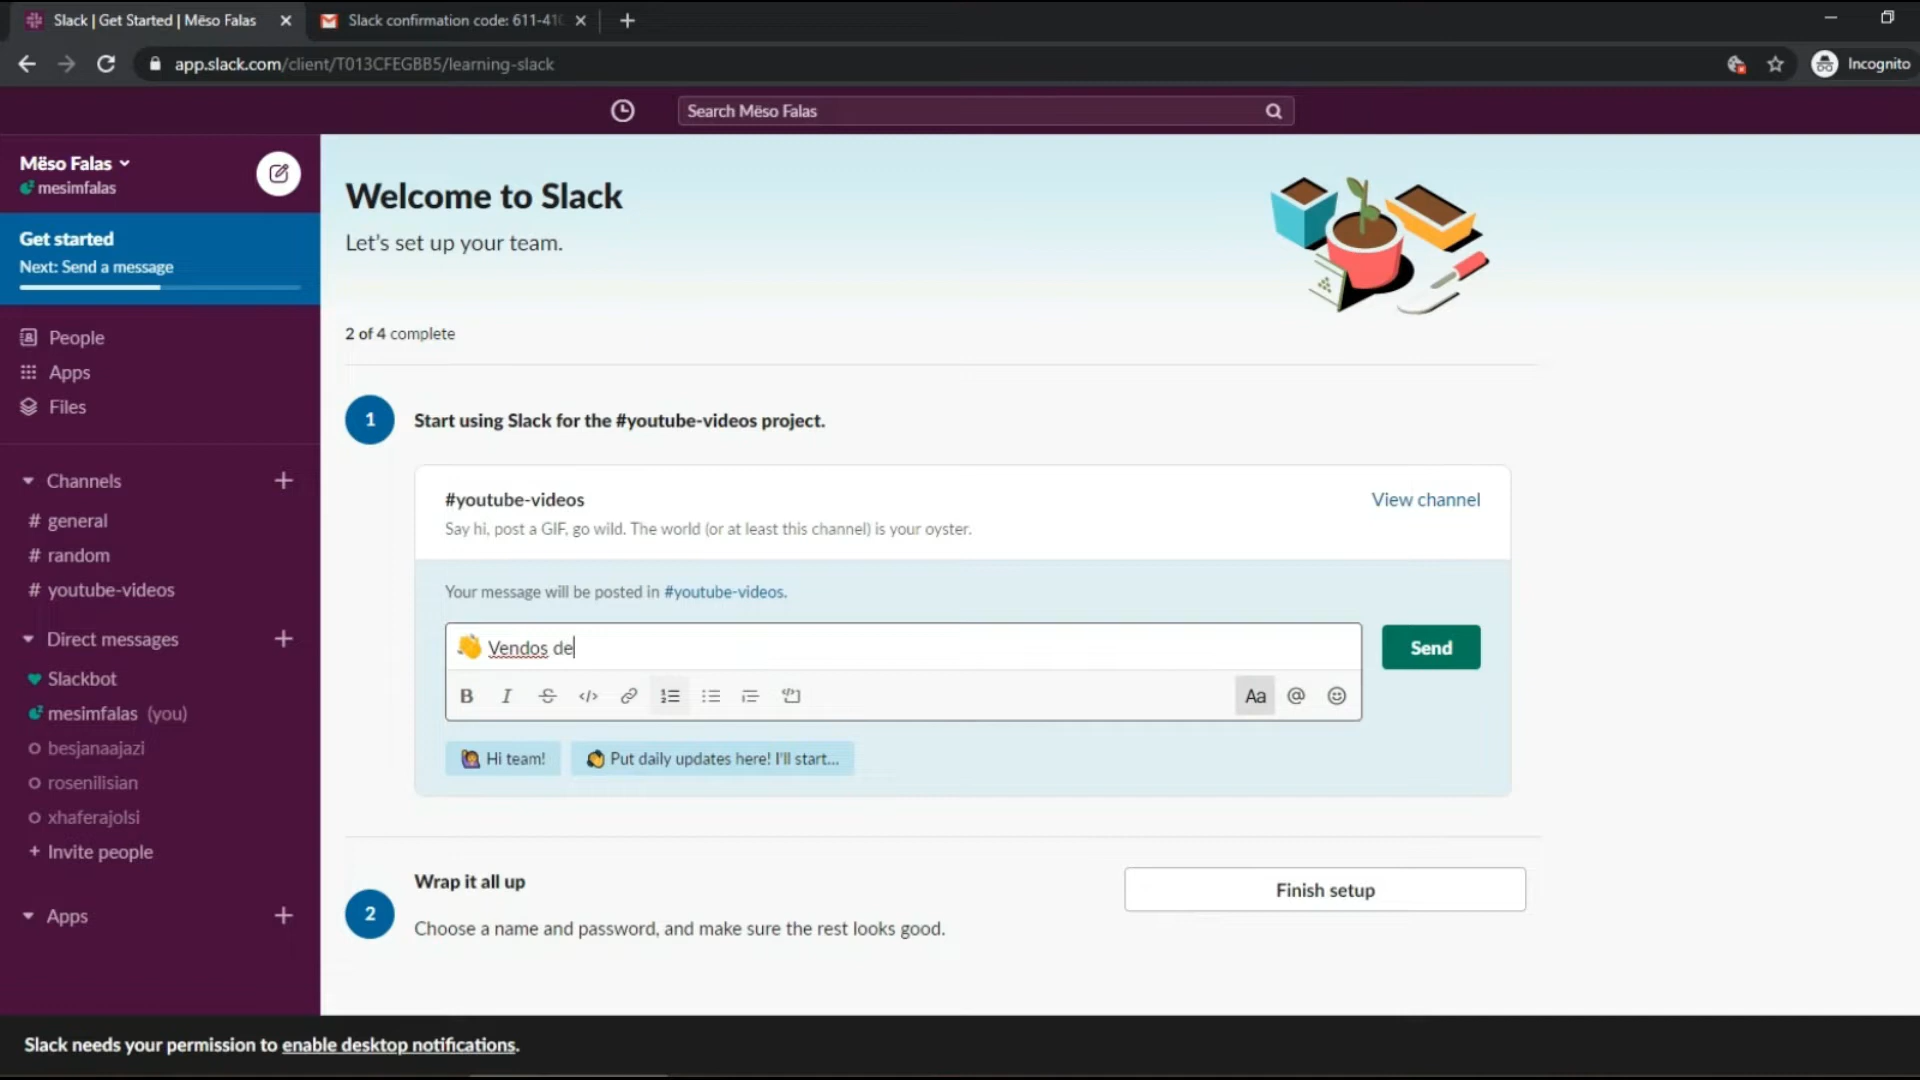 Slack | Get Started | Mëso Falas
Slack confirmation code: 611-41
app.slack.com/client/T013CFEGBB5/learning-slack
Incognito
Search Mëso Falas
Mëso Falas
mesimfalas
Get started
Next: Send a message
People
Apps
Files
Channels
# general
# random
# youtube-videos
Direct messages
Slackbot
mesimfalas (you)
besjanaajazi
rosenilisian
xhaferajolsi
+ Invite people
Apps
Welcome to Slack
Let's set up your team.
2 of 4 complete
1
Start using Slack for the #youtube-videos project.
#youtube-videos
View channel
Say hi, post a GIF, go wild. The world (or at least this channel) is your oyster.
Your message will be posted in #youtube-videos.
👏 Vendos de
Send
B I S </> Aa @
🙋 Hi team!
👏 Put daily updates here! I'll start...
2
Wrap it all up
Choose a name and password, and make sure the rest looks good.
Finish setup
Slack needs your permission to enable desktop notifications.